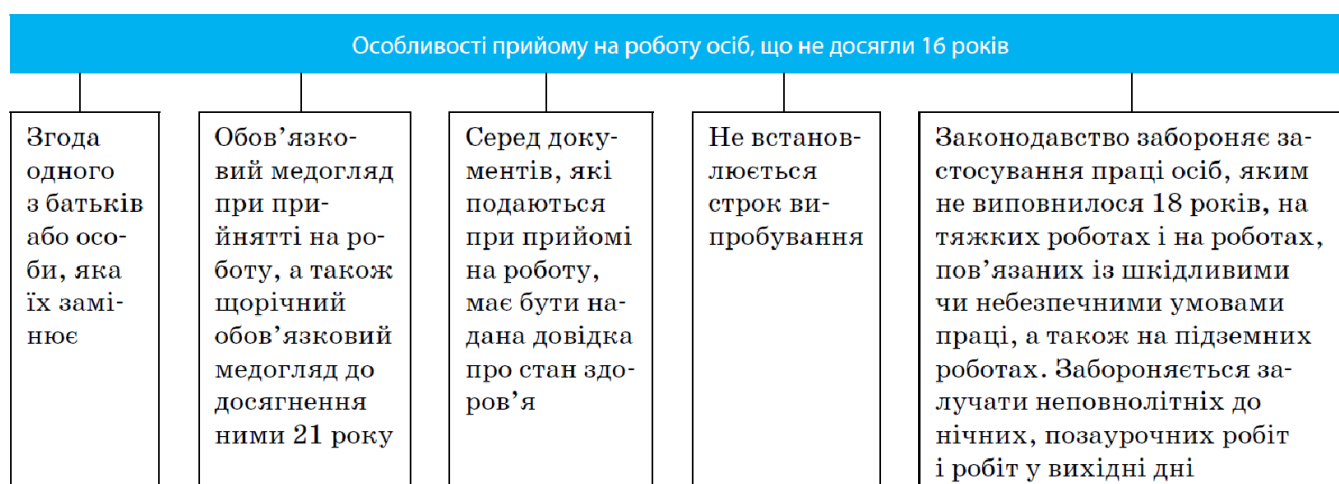 Особливості прийому на роботу осіб, що не досягли 16 років
Згода
одного
з батьків
або осо-
би, яка
їх замі-
нює
Обов’язко-
вий медогляд
при при-
йнятті на ро-
боту, а також
щорічний
обов’язковий
медогляд до
досягнення
ними 21 року
Серед доку-
ментів, які
подаються
при прийомі
на роботу,
має бути на-
дана довідка
про стан здо-
ров’я
Не встанов-
люється
строк ви-
пробування
Законодавство забороняє за-
стосування праці осіб, яким
не виповнилося 18 років, на
тяжких роботах і на роботах,
пов’язаних із шкідливими
чи небезпечними умовами
праці, а також на підземних
роботах. Забороняється за-
лучати неповнолітніх до
нічних, позаурочних робіт
і робіт у вихідні дні